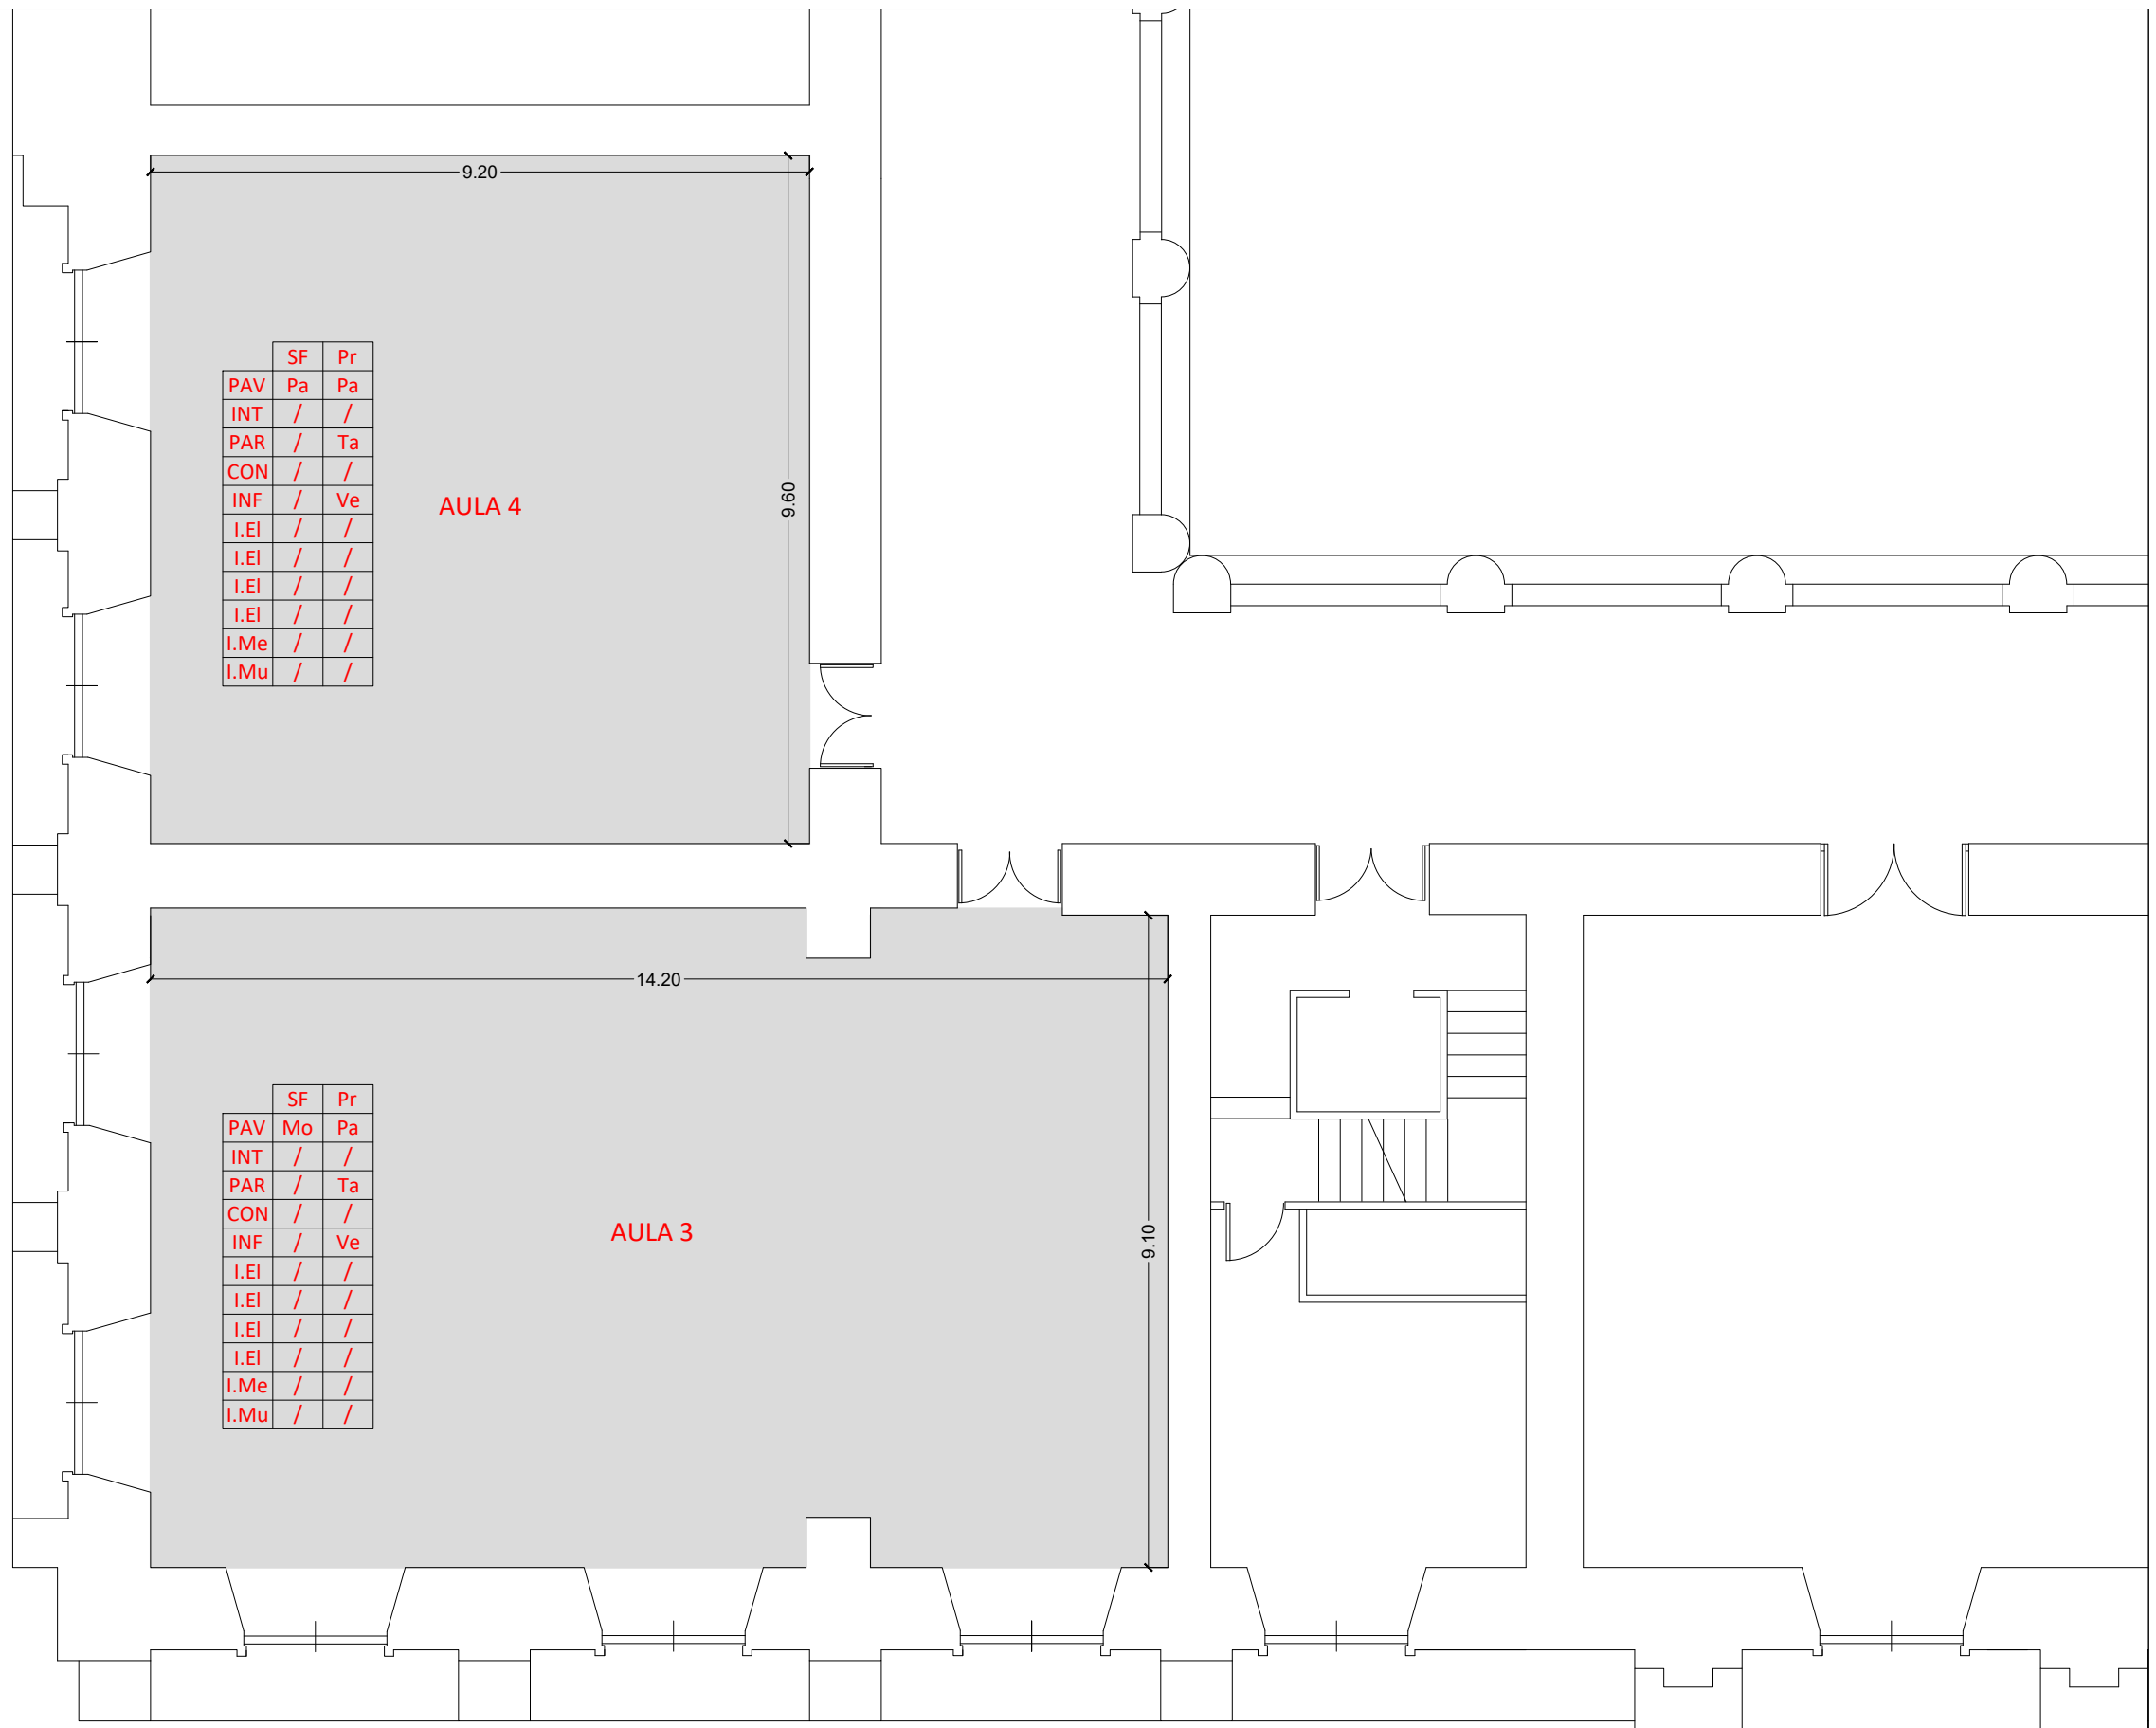 9.20
SF Pr
PAV Pa Pa
INT / /
PAR / Ta
CON / /
INF / Ve
I.El / /
I.El / /
I.El / /
I.El / /
I.Me / /
I.Mu / /
AULA 4
9.60
14.20
SF Pr
PAV Mo Pa
INT / /
PAR / Ta
CON / /
INF / Ve
I.El / /
I.El / /
I.El / /
I.El / /
I.Me / /
I.Mu / /
AULA 3
9.10